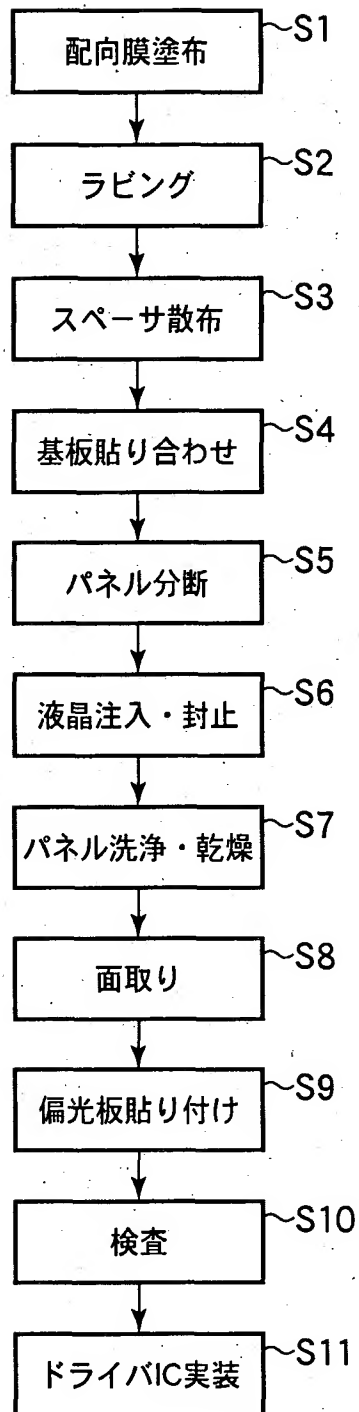 配向膜塗布 S1
ラビング S2
スペーサ散布 S3
基板貼り合わせ S4
パネル分断 S5
液晶注入・封止 S6
パネル洗浄・乾燥 S7
面取り S8
偏光板貼り付け S9
検査 S10
ドライバIC実装 S11